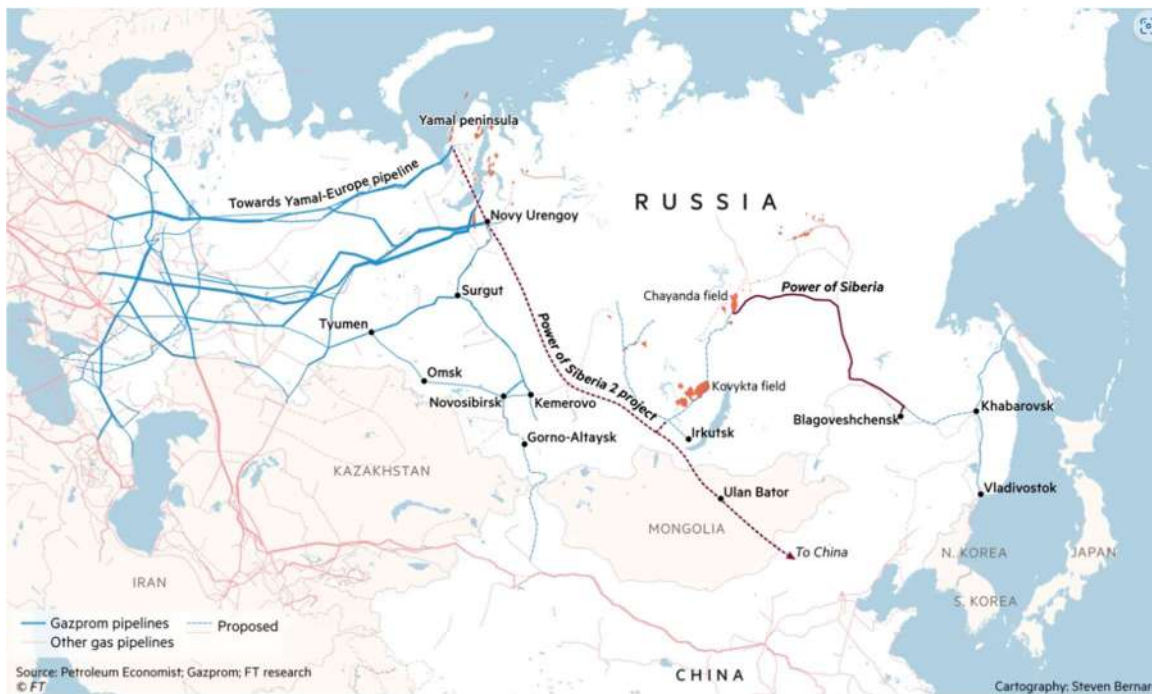 Yamal peninsula
Towards Yamal-Europe pipeline
RUSSIA
Novy Urengoy
Chayanda field
Power of Siberia
Surgut
Tyumen
Power of Siberia 2 project
Omsk
Kovykta field
Novosibirsk
Kemerovo
Blagoveshchensk
Khabarovsk
Irkutsk
Gorno-Altaysk
KAZAKHSTAN
Ulan Bator
Vladivostok
MONGOLIA
To China
N. KOREA
JAPAN
IRAN
S. KOREA
Gazprom pipelines
Proposed
Other gas pipelines
Source: Petroleum Economist; Gazprom; FT research
© FT
CHINA
Cartography; Steven Bernar